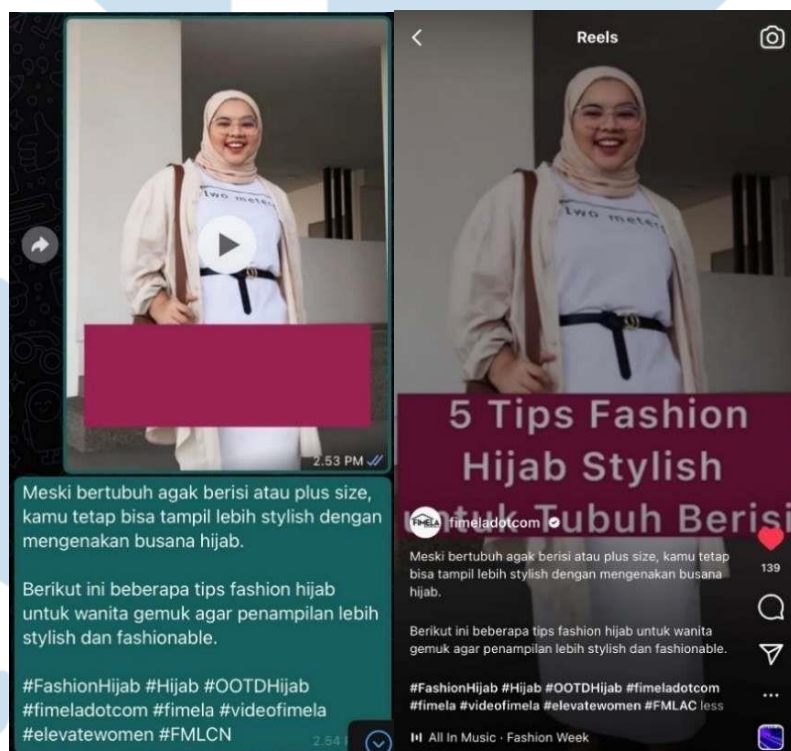 Two meters
2.53 PM
Meski bertubuh agak berisi atau plus size,
kamu tetap bisa tampil lebih stylish dengan
mengenakan busana hijab.
Berikut ini beberapa tips fashion hijab
untuk wanita gemuk agar penampilan lebih
stylish dan fashionable.
#FashionHijab #Hijab #OOTDHijab
#fimeladotcom #fimela #videofimela
#elevatewomen #FMLCN
2.54
Reels
Two meter
5 Tips Fashion
Hijab Stylish
untuk Tubuh Berisi
FIMELA
fimeladotcom
Meski bertubuh agak berisi atau plus size, kamu tetap
bisa tampil lebih stylish dengan mengenakan busana
hijab.
Berikut ini beberapa tips fashion hijab untuk wanita
gemuk agar penampilan lebih stylish dan fashionable.
#FashionHijab #Hijab #OOTDHijab #fimeladotcom
#fimela #videofimela #elevatewomen #FMLAC less
All In Music · Fashion Week
139